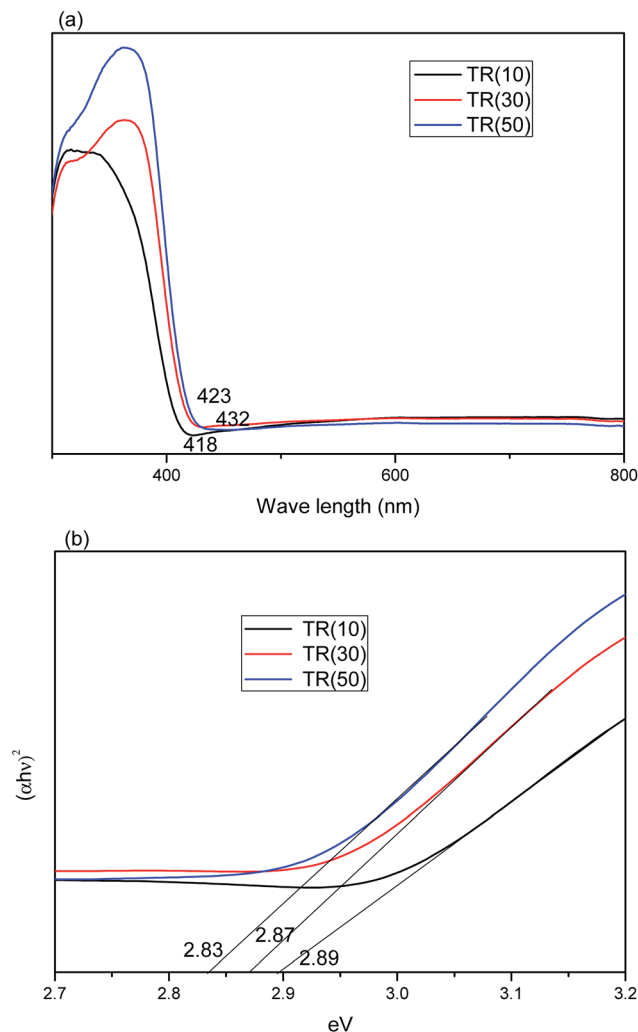 (a)
TR(10)
TR(30)
TR(50)
423
432
418
400
600
800
Wave length (nm)
(b)
TR(10)
TR(30)
TR(50)
(αhν)²
2.83
2.87
2.89
2.7
2.8
2.9
3.0
3.1
3.2
eV